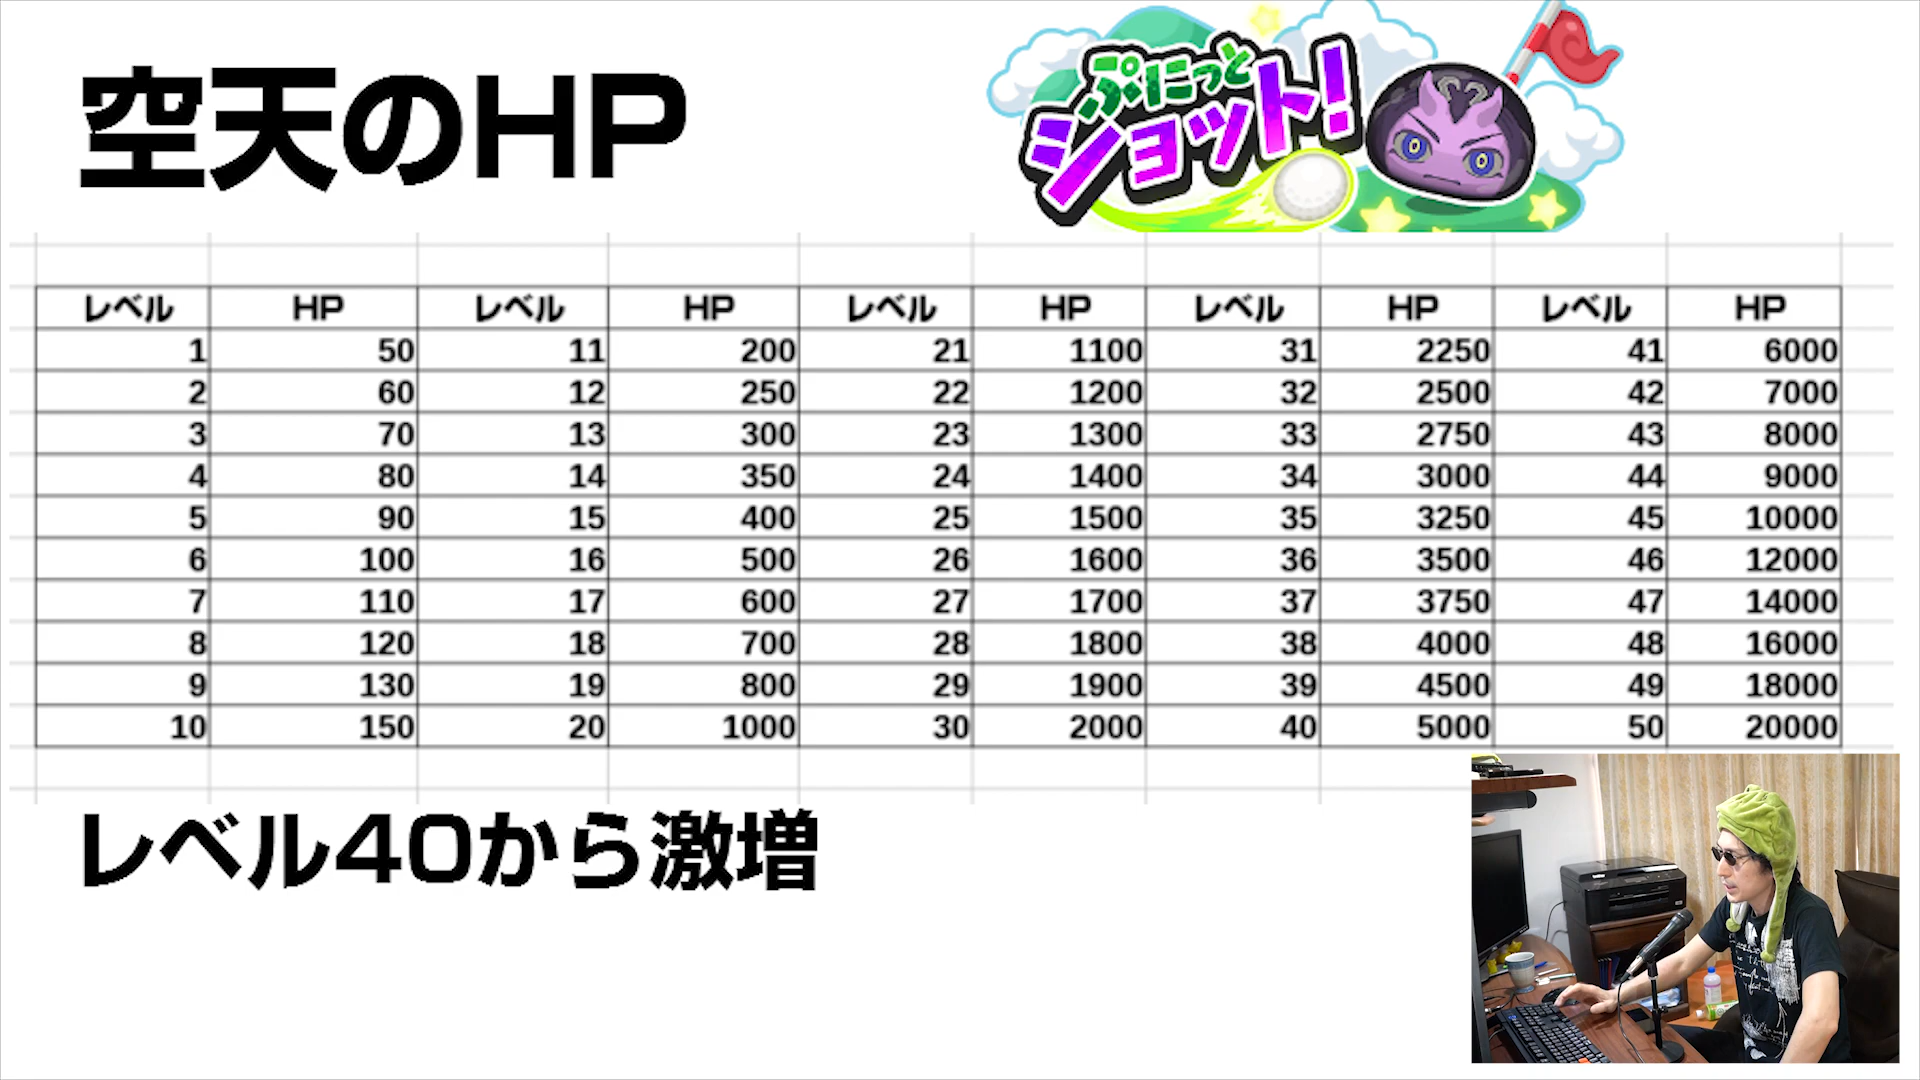 空天のHP
ぷにっと
ショット!
レベル HP レベル HP レベル HP レベル HP レベル HP
1 50 11 200 21 1100 31 2250 41 6000
2 60 12 250 22 1200 32 2500 42 7000
3 70 13 300 23 1300 33 2750 43 8000
4 80 14 350 24 1400 34 3000 44 9000
5 90 15 400 25 1500 35 3250 45 10000
6 100 16 500 26 1600 36 3500 46 12000
7 110 17 600 27 1700 37 3750 47 14000
8 120 18 700 28 1800 38 4000 48 16000
9 130 19 800 29 1900 39 4500 49 18000
10 150 20 1000 30 2000 40 5000 50 20000
レベル40から激増